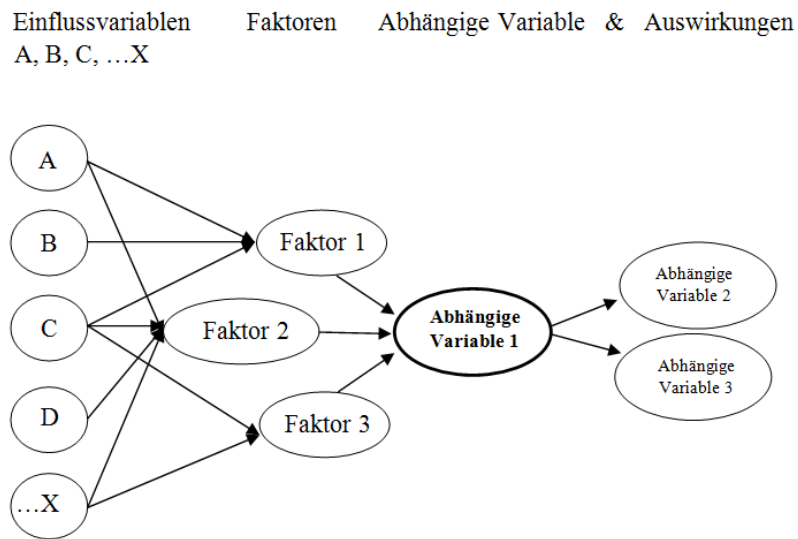 Einflussvariablen Faktoren Abhängige Variable & Auswirkungen
A, B, C, …X
A
B
C
D
…X
Faktor 1
Faktor 2
Faktor 3
Abhängige
Variable 1
Abhängige
Variable 2
Abhängige
Variable 3